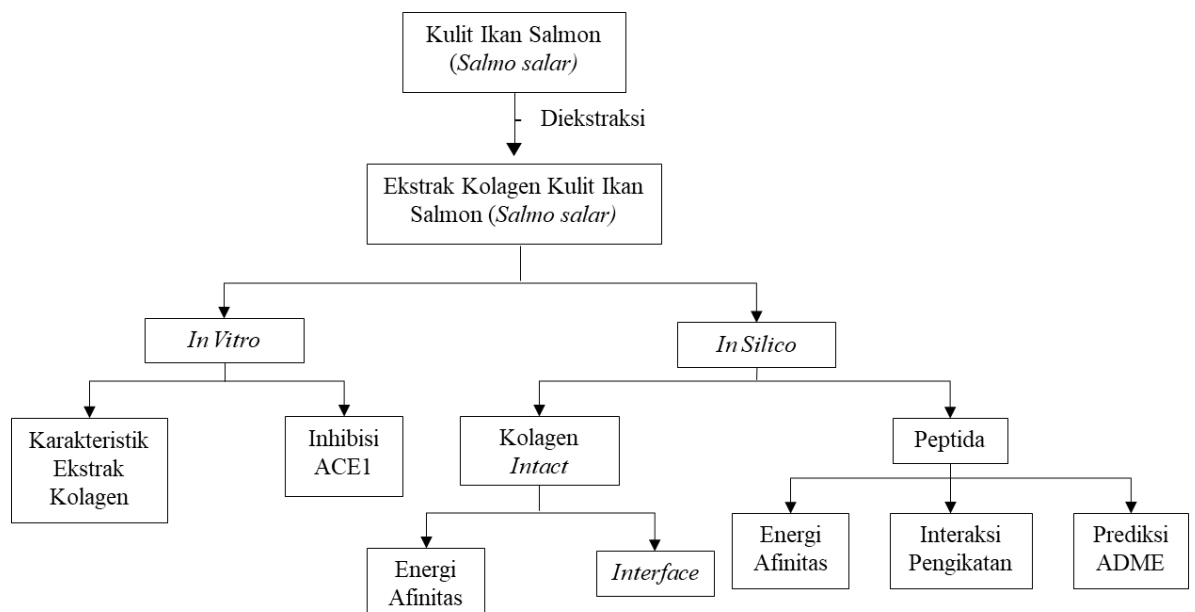 Kulit Ikan Salmon
(Salmo salar)
Diekstraksi
Ekstrak Kolagen Kulit Ikan
Salmon (Salmo salar)
In Vitro
In Silico
Karakteristik
Ekstrak
Kolagen
Inhibisi
ACE1
Kolagen
Intact
Peptida
Energi
Afinitas
Interface
Energi
Afinitas
Interaksi
Pengikatan
Prediksi
ADME